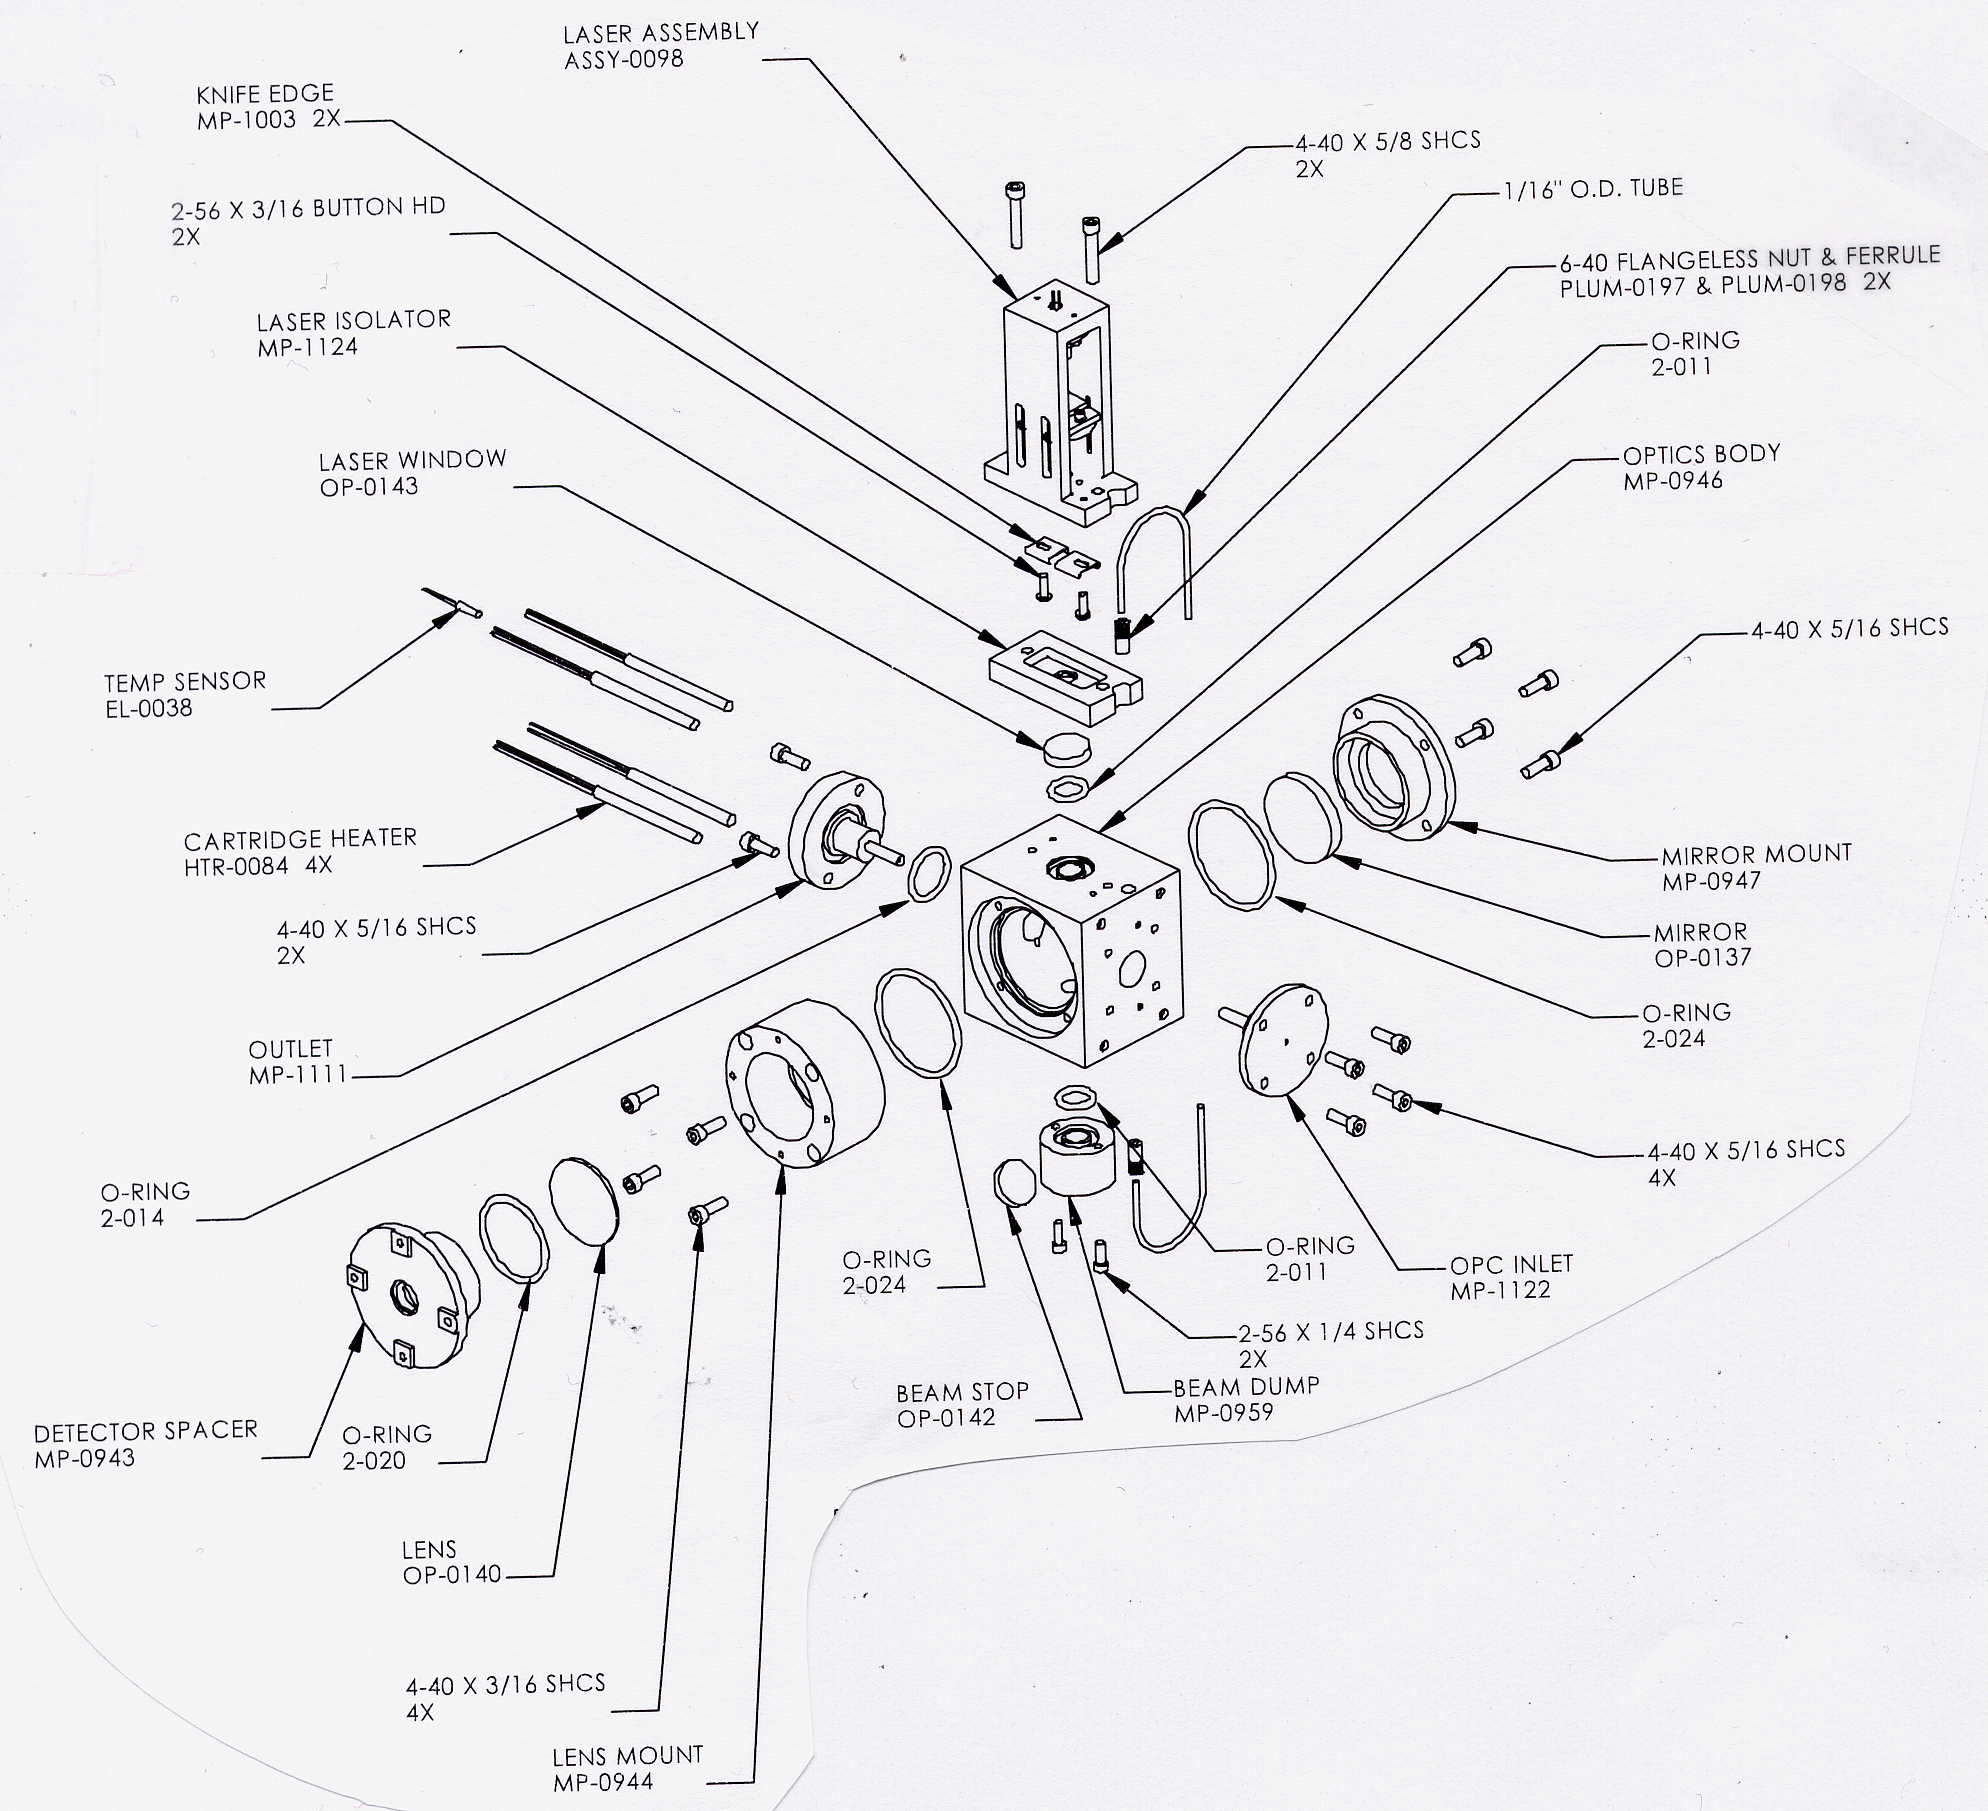 LASER ASSEMBLY
ASSY-0098
KNIFE EDGE
MP-1003 2X
4-40 X 5/8 SHCS
2X
1/16" O.D. TUBE
2-56 X 3/16 BUTTON HD
2X
6-40 FLANGELESS NUT & FERRULE
PLUM-0197 & PLUM-0198 2X
LASER ISOLATOR
MP-1124
O-RING
2-011
LASER WINDOW
OP-0143
OPTICS BODY
MP-0946
4-40 X 5/16 SHCS
TEMP SENSOR
EL-0038
CARTRIDGE HEATER
HTR-0084 4X
MIRROR MOUNT
MP-0947
4-40 X 5/16 SHCS
2X
MIRROR
OP-0137
O-RING
2-024
OUTLET
MP-1111
4-40 X 5/16 SHCS
4X
O-RING
2-014
O-RING
2-024
O-RING
2-011
OPC INLET
MP-1122
2-56 X 1/4 SHCS
2X
BEAM STOP
OP-0142
BEAM DUMP
MP-0959
DETECTOR SPACER
MP-0943
O-RING
2-020
LENS
OP-0140
4-40 X 3/16 SHCS
4X
LENS MOUNT
MP-0944